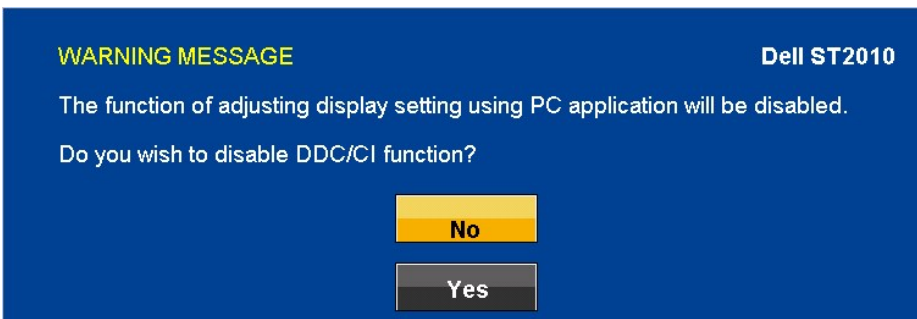 WARNING MESSAGE Dell ST2010
The function of adjusting display setting using PC application will be disabled.
Do you wish to disable DDC/CI function?
No
Yes